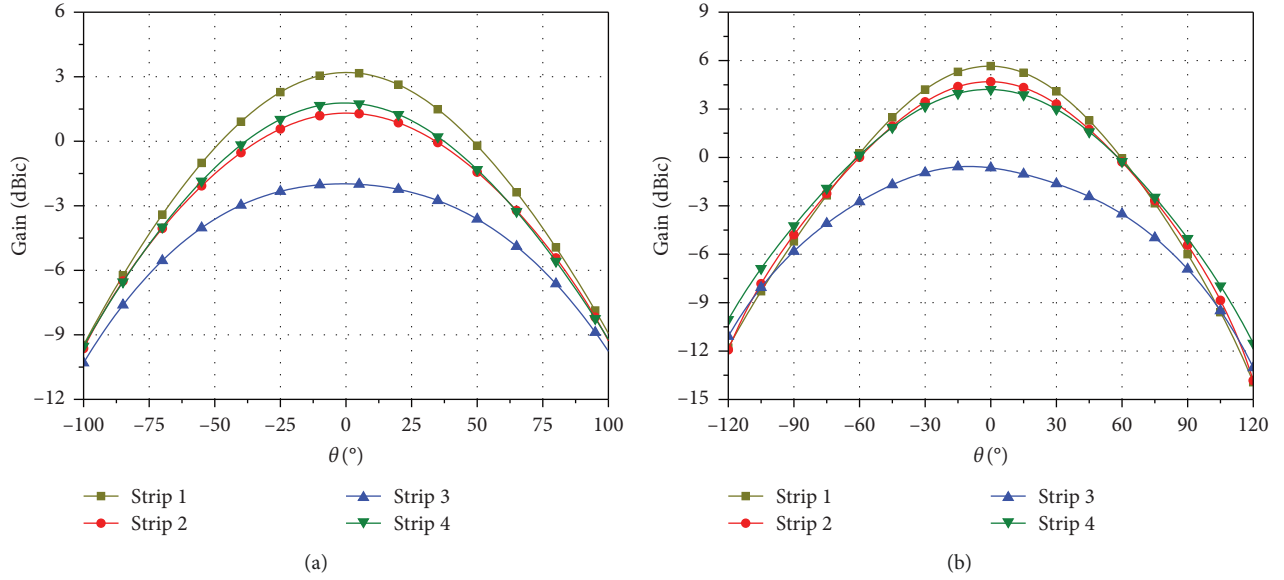 6
3
0
−3
−6
−9
−12
Gain (dBic)
−100
−75
−50
−25
0
25
50
75
100
θ (°)
Strip 1
Strip 2
Strip 3
Strip 4
(a)
9
6
3
0
−3
−6
−9
−12
−15
Gain (dBic)
−120
−90
−60
−30
0
30
60
90
120
θ (°)
Strip 1
Strip 2
Strip 3
Strip 4
(b)